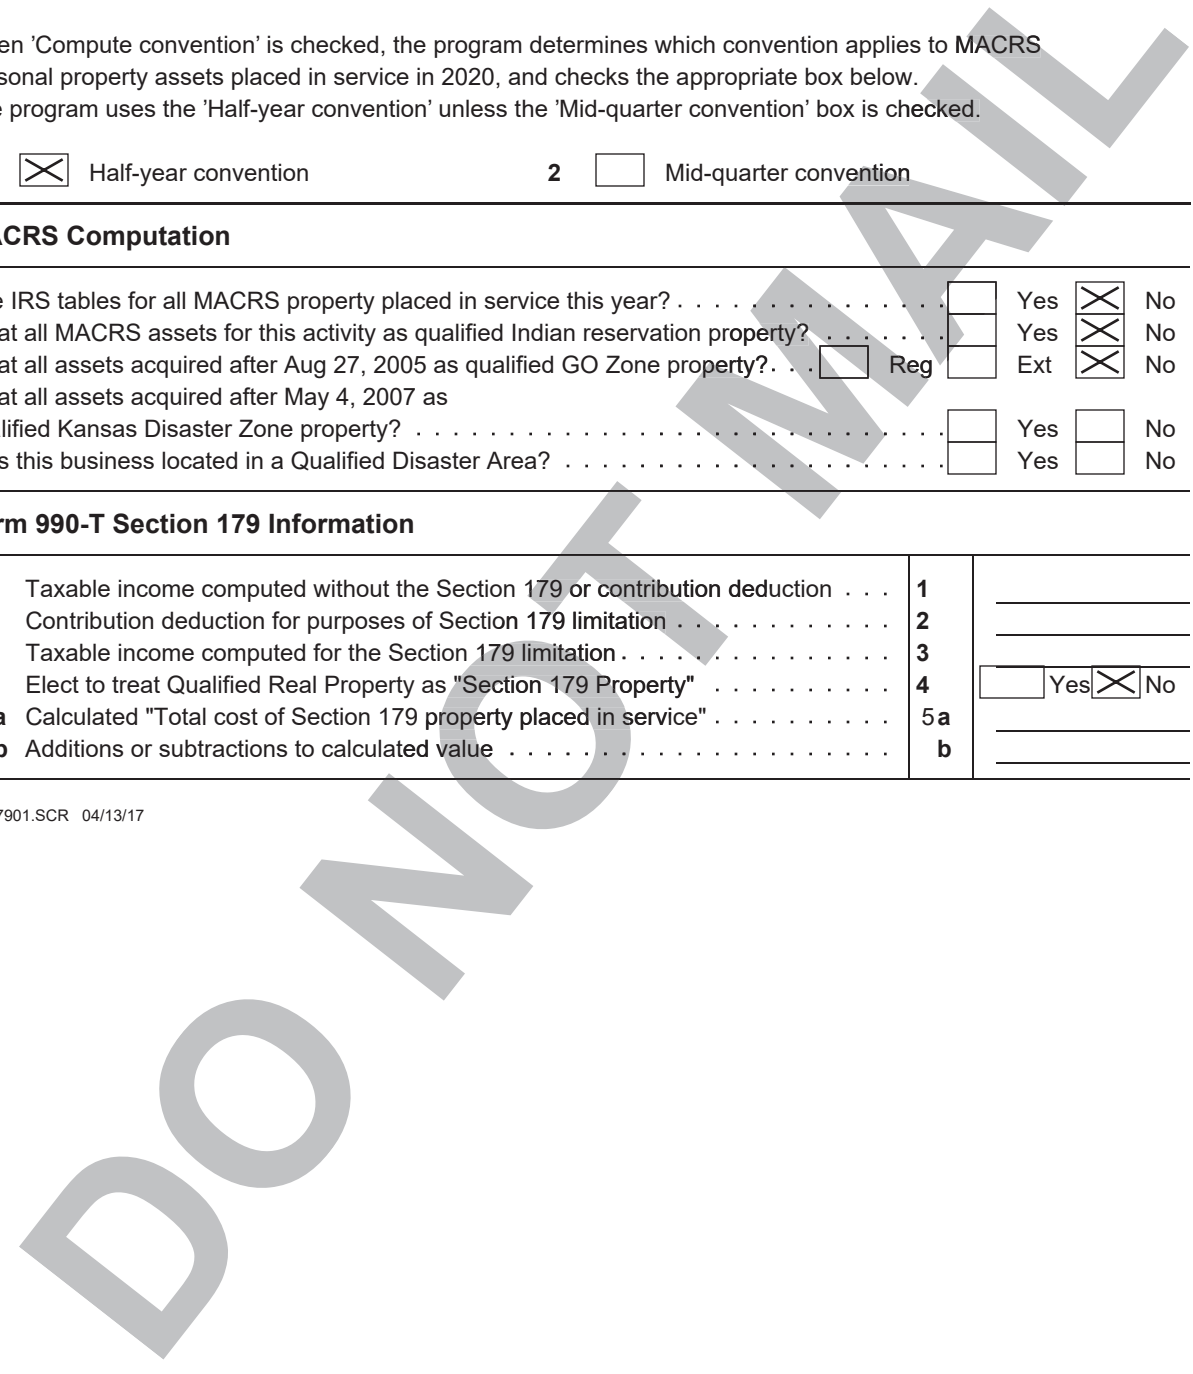 en ’Compute convention’ is checked, the program determines which convention applies to MACRS
sonal property assets placed in service in 2020, and checks the appropriate box below.
e program uses the ’Half-year convention’ unless the ’Mid-quarter convention’ box is checked.
Half-year convention 2 Mid-quarter convention
ACRS Computation
e IRS tables for all MACRS property placed in service this year? Yes No
at all MACRS assets for this activity as qualified Indian reservation property? Yes No
at all assets acquired after Aug 27, 2005 as qualified GO Zone property? Reg Ext No
at all assets acquired after May 4, 2007 as
lified Kansas Disaster Zone property? Yes No
s this business located in a Qualified Disaster Area? Yes No
rm 990-T Section 179 Information
Taxable income computed without the Section 179 or contribution deduction 1
Contribution deduction for purposes of Section 179 limitation 2
Taxable income computed for the Section 179 limitation 3
Elect to treat Qualified Real Property as "Section 179 Property" 4 Yes No
a Calculated "Total cost of Section 179 property placed in service" 5a
b Additions or subtractions to calculated value b
7901.SCR 04/13/17
DO NOT MAIL